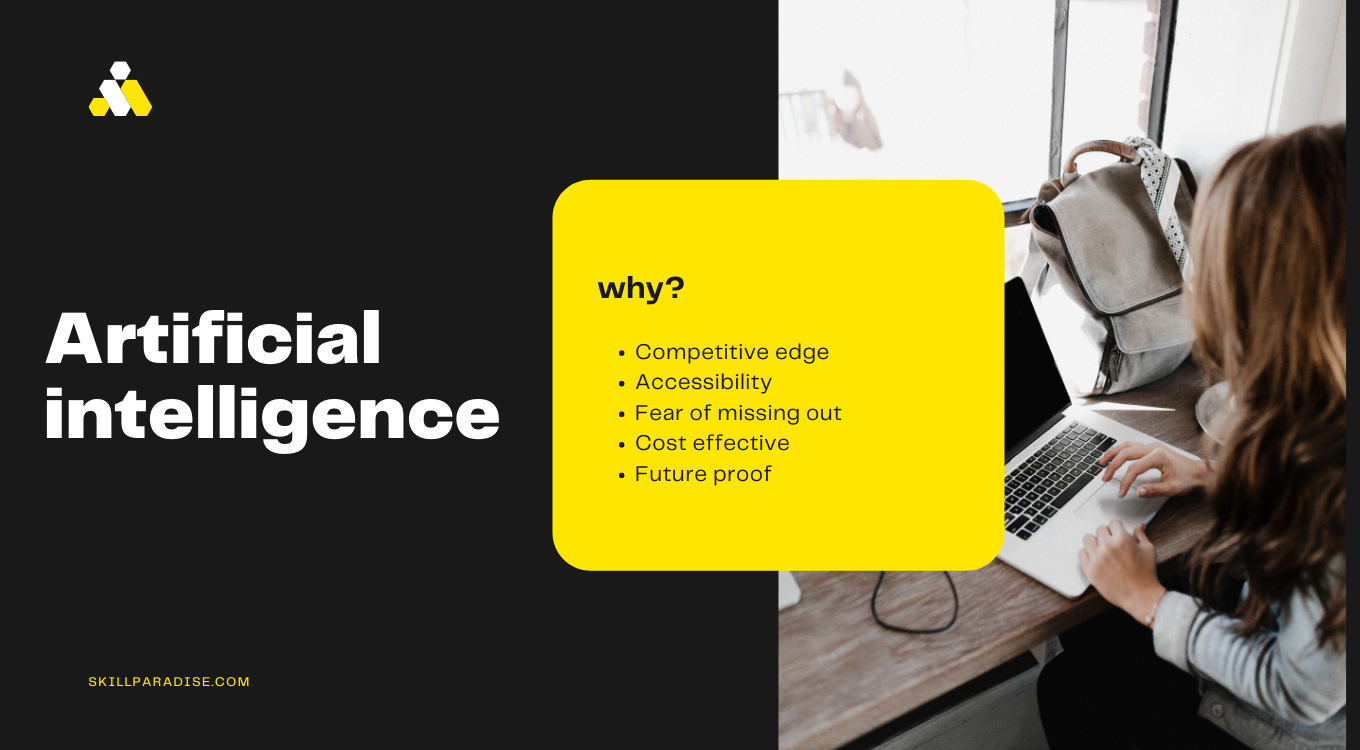 Artificial
intelligence
why?
• Competitive edge
• Accessibility
• Fear of missing out
• Cost effective
• Future proof
SKILLPARADISE.COM